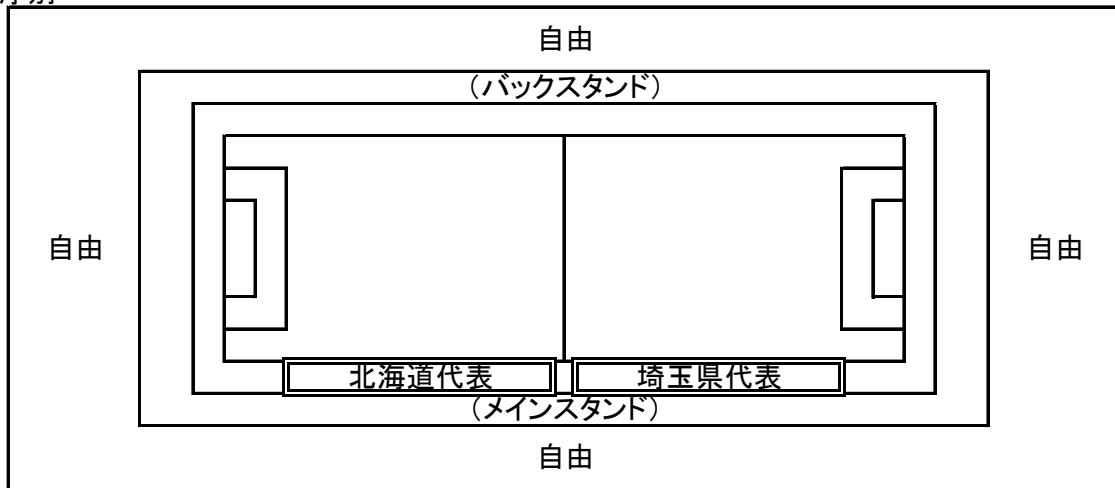 自由
(バックスタンド)
自由
自由
北海道代表
埼玉県代表
(メインスタンド)
自由